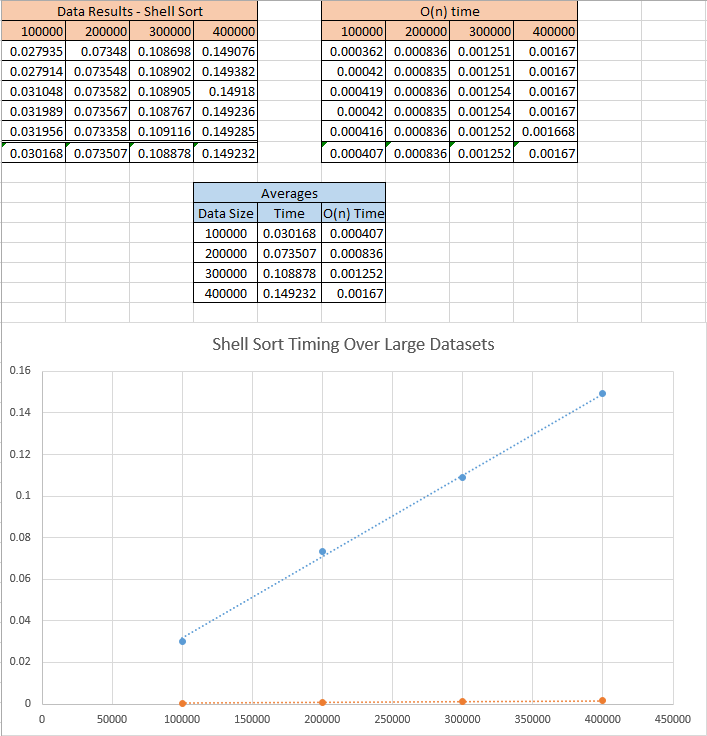 Data Results - Shell Sort
100000 200000 300000 400000
0.027935 0.07348 0.108698 0.149076
0.027914 0.073548 0.108902 0.149382
0.031048 0.073582 0.108905 0.14918
0.031989 0.073567 0.108767 0.149236
0.031956 0.073358 0.109116 0.149285
0.030168 0.073507 0.108878 0.149232
O(n) time
100000 200000 300000 400000
0.000362 0.000836 0.001251 0.00167
0.00042 0.000835 0.001251 0.00167
0.000419 0.000836 0.001254 0.00167
0.00042 0.000835 0.001254 0.00167
0.000416 0.000836 0.001252 0.001668
0.000407 0.000836 0.001252 0.00167
Averages
Data Size Time O(n) Time
100000 0.030168 0.000407
200000 0.073507 0.000836
300000 0.108878 0.001252
400000 0.149232 0.00167
Shell Sort Timing Over Large Datasets
0.16
0.14
0.12
0.1
0.08
0.06
0.04
0.02
0
0 50000 100000 150000 200000 250000 300000 350000 400000 450000